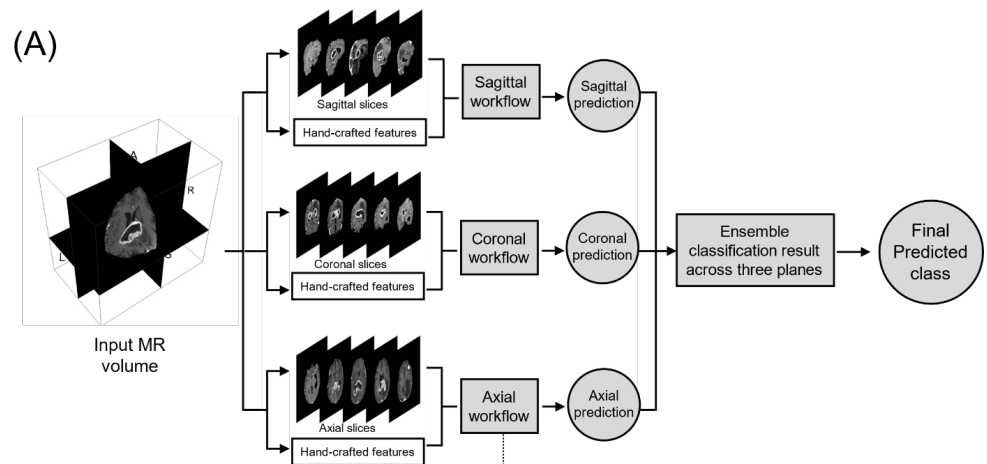 (A)
A
R
L
S
Input MR
volume
Sagittal slices
Hand-crafted features
Sagittal
workflow
Sagittal
prediction
Coronal slices
Hand-crafted features
Coronal
workflow
Coronal
prediction
Axial slices
Hand-crafted features
Axial
workflow
Axial
prediction
Ensemble
classification result
across three planes
Final
Predicted
class